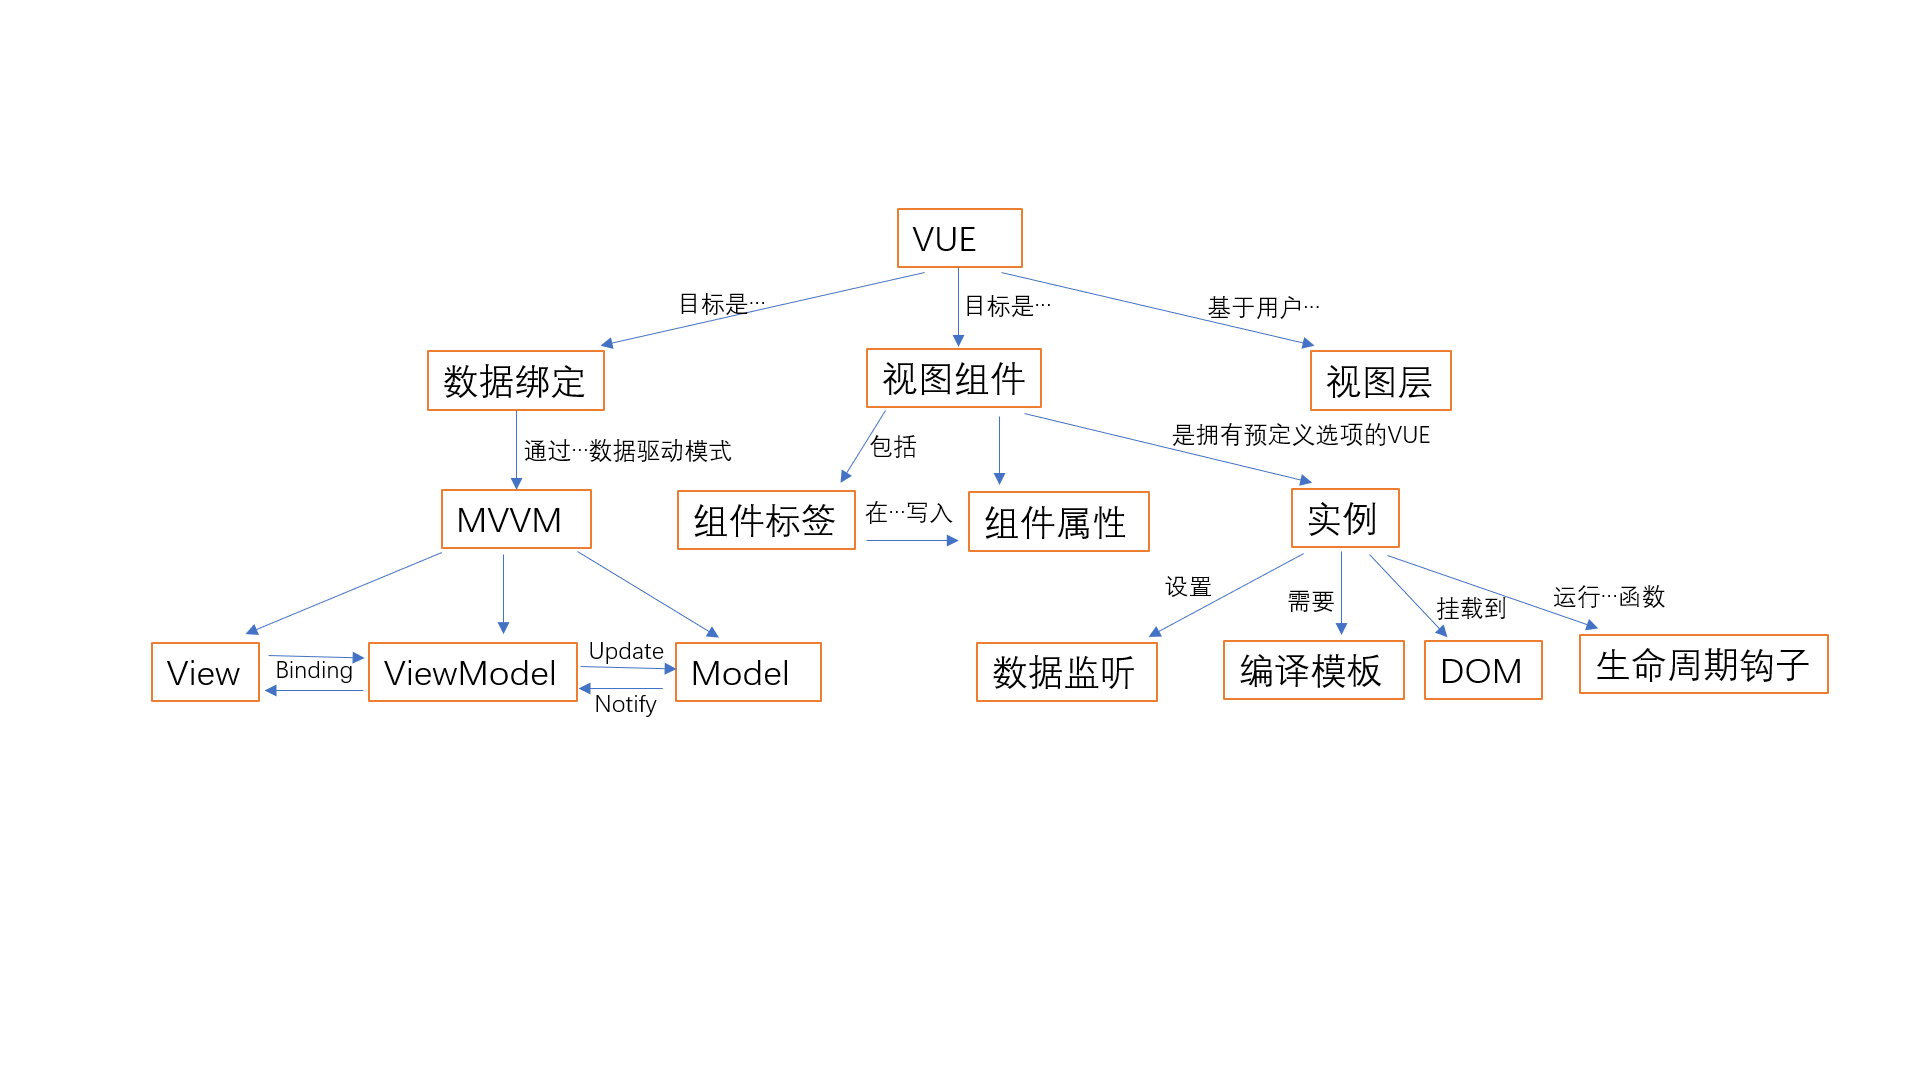 VUE
目标是…
目标是…
基于用户…
数据绑定
视图组件
视图层
通过…数据驱动模式
包括
是拥有预定义选项的VUE
MVVM
组件标签
在…写入
组件属性
实例
设置
需要
挂载到
运行…函数
View
Binding
ViewModel
Update
Notify
Model
数据监听
编译模板
DOM
生命周期钩子